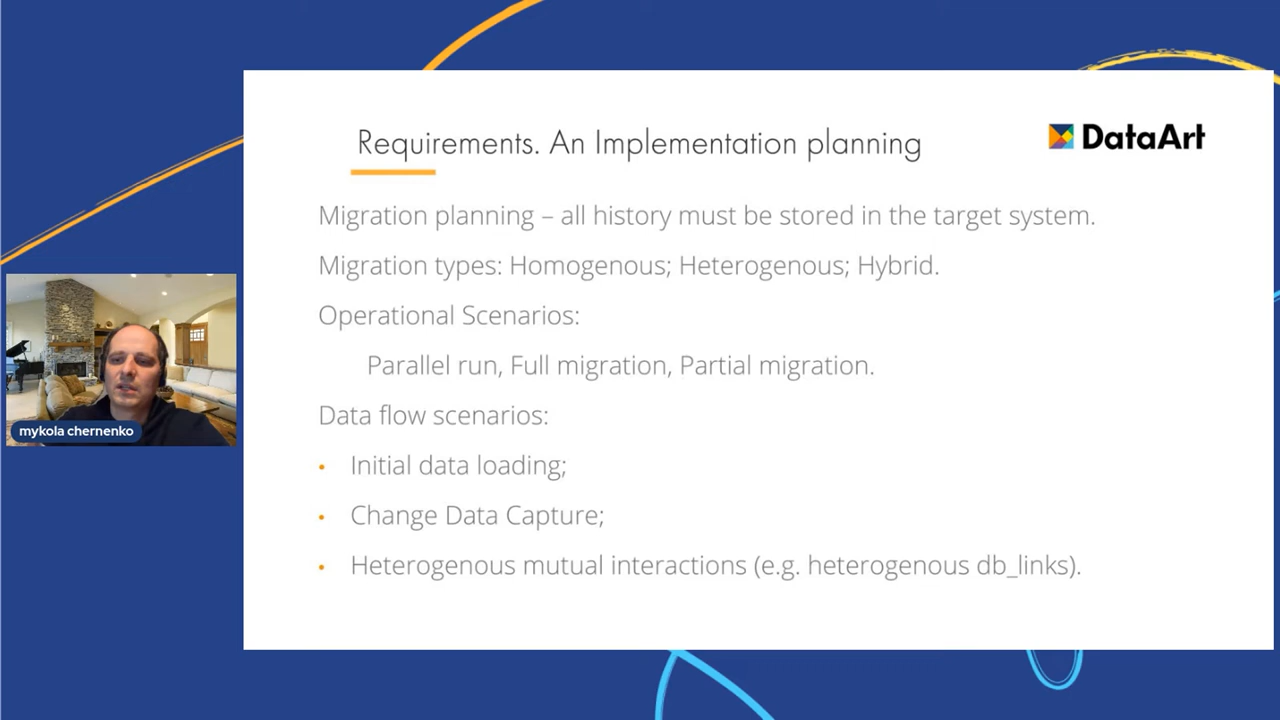 Requirements. An Implementation planning
DataArt
Migration planning – all history must be stored in the target system.
Migration types: Homogenous; Heterogenous; Hybrid.
Operational Scenarios:
Parallel run, Full migration, Partial migration.
Data flow scenarios:
• Initial data loading;
• Change Data Capture;
• Heterogenous mutual interactions (e.g. heterogenous db_links).
mykola chernenko